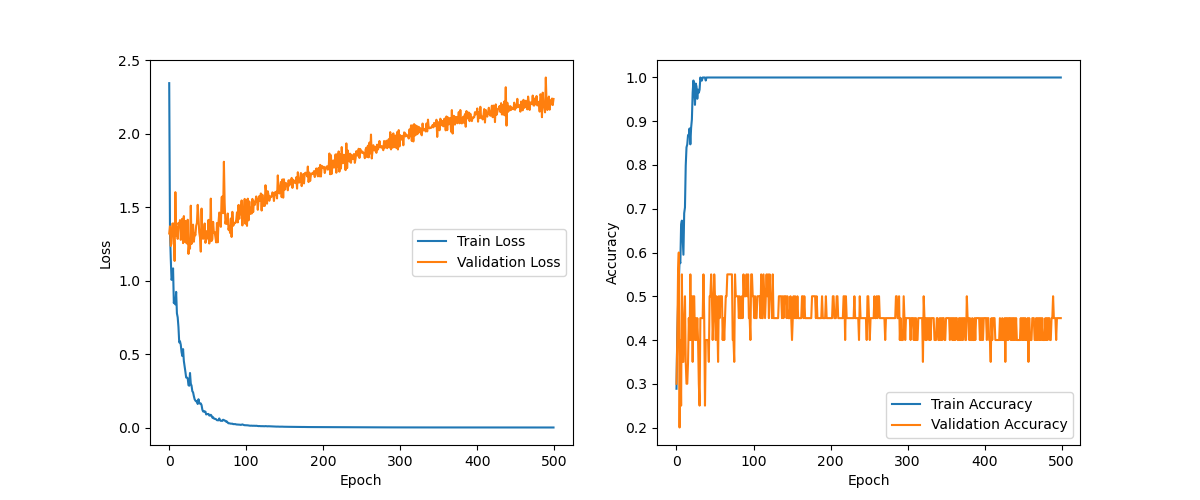 2.5
2.0
1.5
1.0
0.5
0.0
Loss
0 100 200 300 400 500
Epoch
Train Loss
Validation Loss
1.0
0.9
0.8
0.7
0.6
0.5
0.4
0.3
0.2
Accuracy
0 100 200 300 400 500
Epoch
Train Accuracy
Validation Accuracy